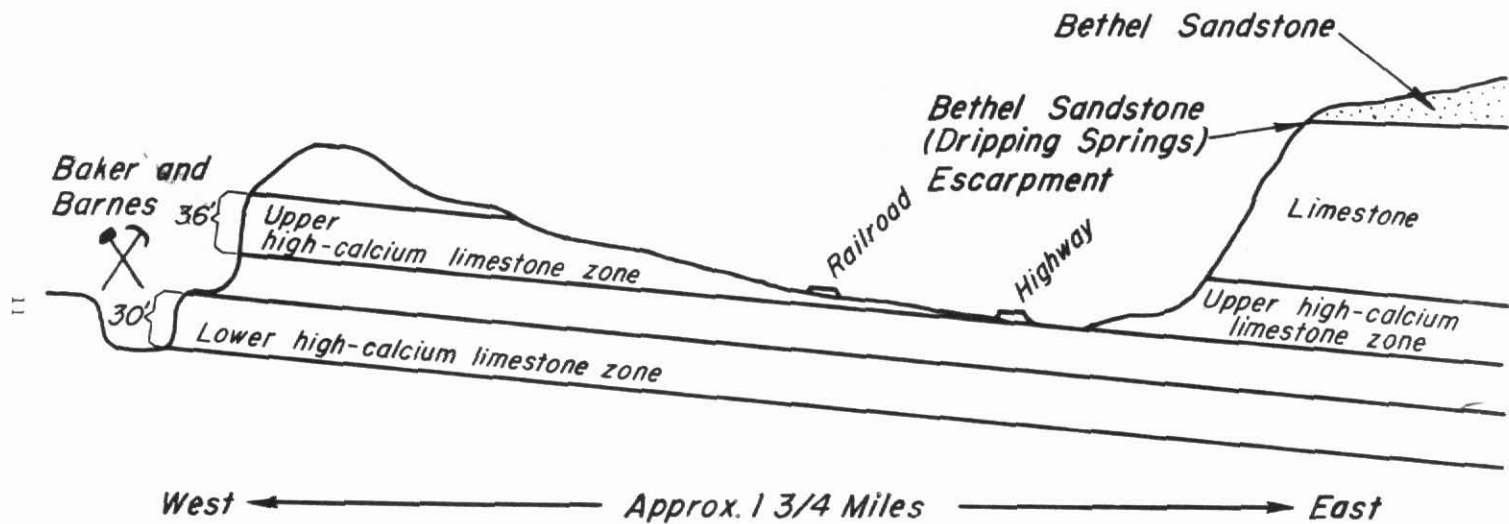 Bethel Sandstone
Bethel Sandstone
(Dripping Springs)
Escarpment
Baker and
Barnes
36'
Upper
high-calcium limestone zone
Railroad
Highway
Limestone
Upper high-calcium
limestone zone
30'
Lower high-calcium limestone zone
11
West Approx. 1 3/4 Miles East